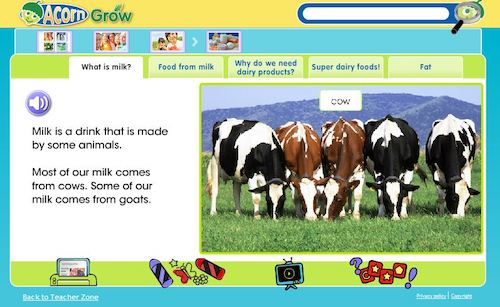 Acorn Grow
What is milk?
Food from milk
Why do we need
dairy products?
Super dairy foods!
Fat
cow
Milk is a drink that is made
by some animals.
Most of our milk comes
from cows. Some of our
milk comes from goats.
Back to Teacher Zone
Privacy policy | Copyright